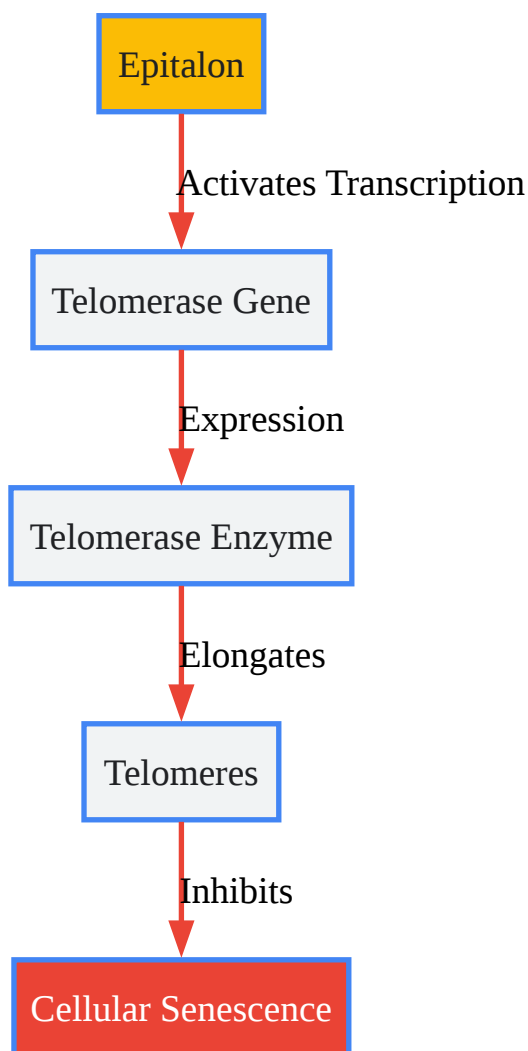 Epitalon
Activates Transcription
Telomerase Gene
Expression
Telomerase Enzyme
Elongates
Telomeres
Inhibits
Cellular Senescence